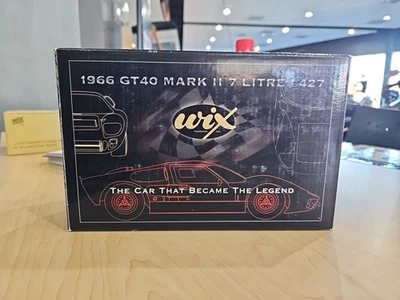 1966 GT40 MARK II 7 LITRE 427
wix
THE CAR THAT BECAME THE LEGEND